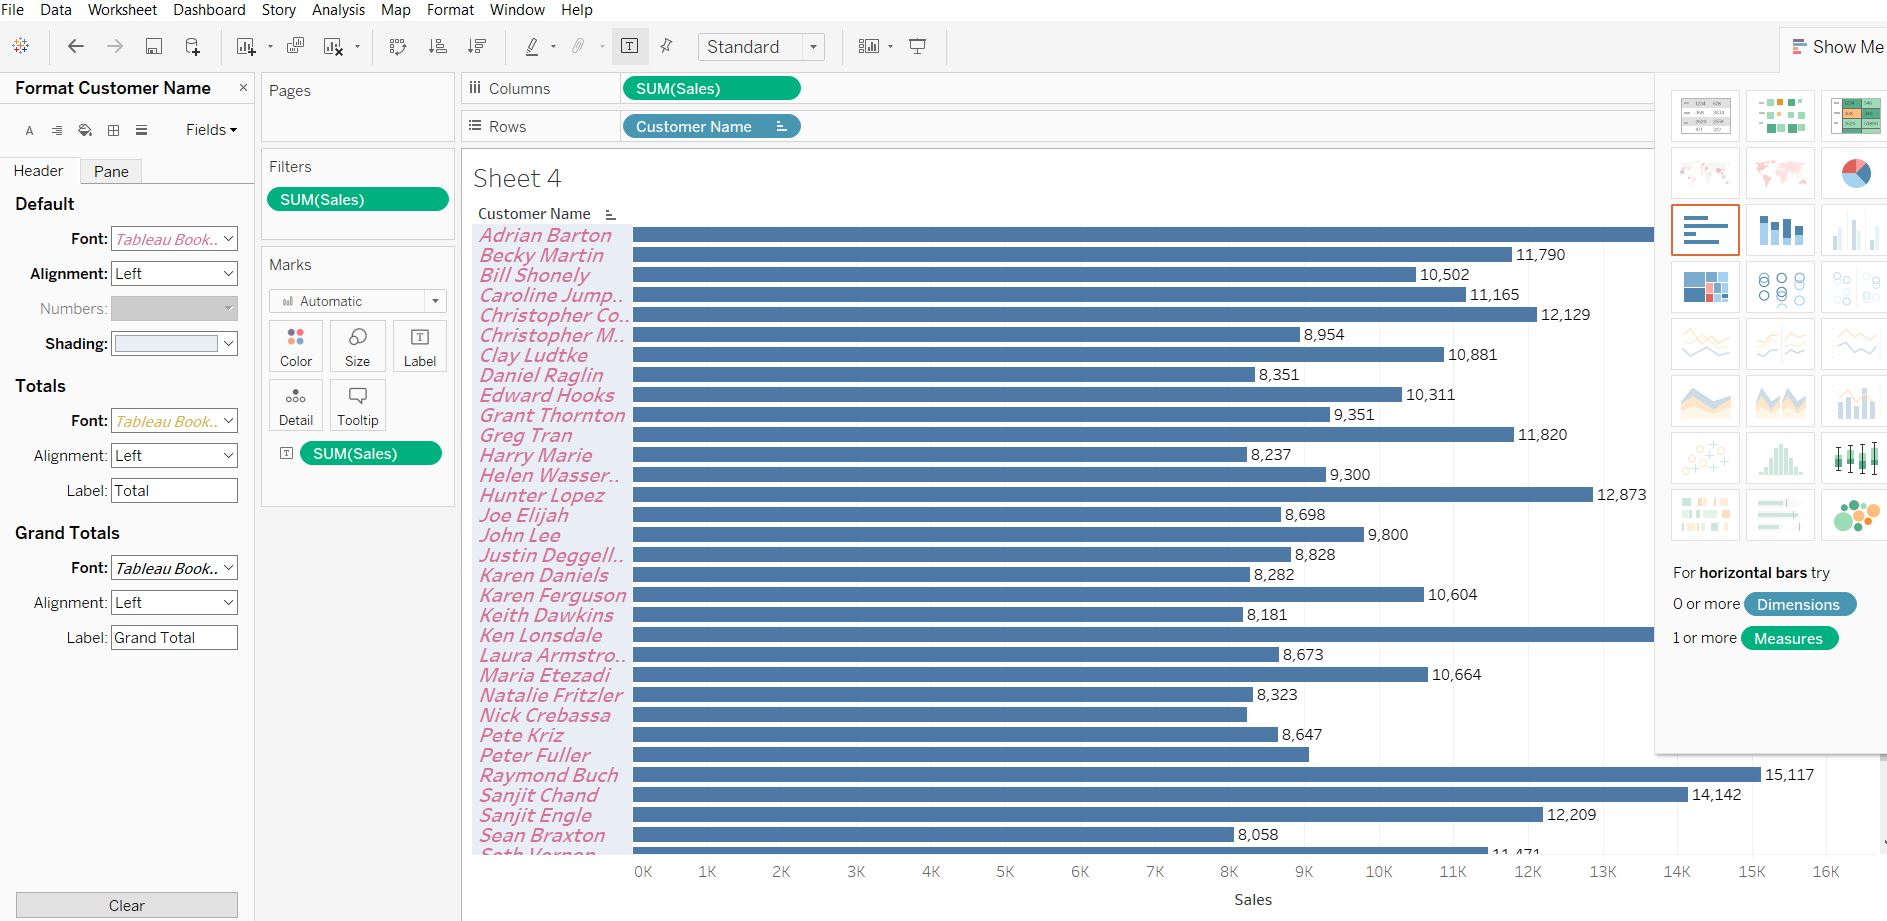 File Data Worksheet Dashboard Story Analysis Map Format Window Help
Standard
Show Me
Format Customer Name
Fields
Header
Pane
Default
Font: Tableau Book..
Alignment: Left
Numbers:
Shading:
Totals
Font: Tableau Book..
Alignment: Left
Label: Total
Grand Totals
Font: Tableau Book..
Alignment: Left
Label: Grand Total
Clear
Pages
Filters
SUM(Sales)
Marks
Automatic
Color
Size
Label
Detail
Tooltip
SUM(Sales)
Columns
SUM(Sales)
Rows
Customer Name
Sheet 4
Customer Name
Adrian Barton
Becky Martin 11,790
Bill Shonely 10,502
Caroline Jump.. 11,165
Christopher Co.. 12,129
Christopher M.. 8,954
Clay Ludtke 10,881
Daniel Raglin 8,351
Edward Hooks 10,311
Grant Thornton 9,351
Greg Tran 11,820
Harry Marie 8,237
Helen Wasser.. 9,300
Hunter Lopez 12,873
Joe Elijah 8,698
John Lee 9,800
Justin Deggell.. 8,828
Karen Daniels 8,282
Karen Ferguson 10,604
Keith Dawkins 8,181
Ken Lonsdale
Laura Armstro.. 8,673
Maria Etezadi 10,664
Natalie Fritzler 8,323
Nick Crebassa
Pete Kriz 8,647
Peter Fuller
Raymond Buch 15,117
Sanjit Chand 14,142
Sanjit Engle 12,209
Sean Braxton 8,058
Seth Vernon 11,471
0K 1K 2K 3K 4K 5K 6K 7K 8K 9K 10K 11K 12K 13K 14K 15K 16K
Sales
For horizontal bars try
0 or more Dimensions
1 or more Measures